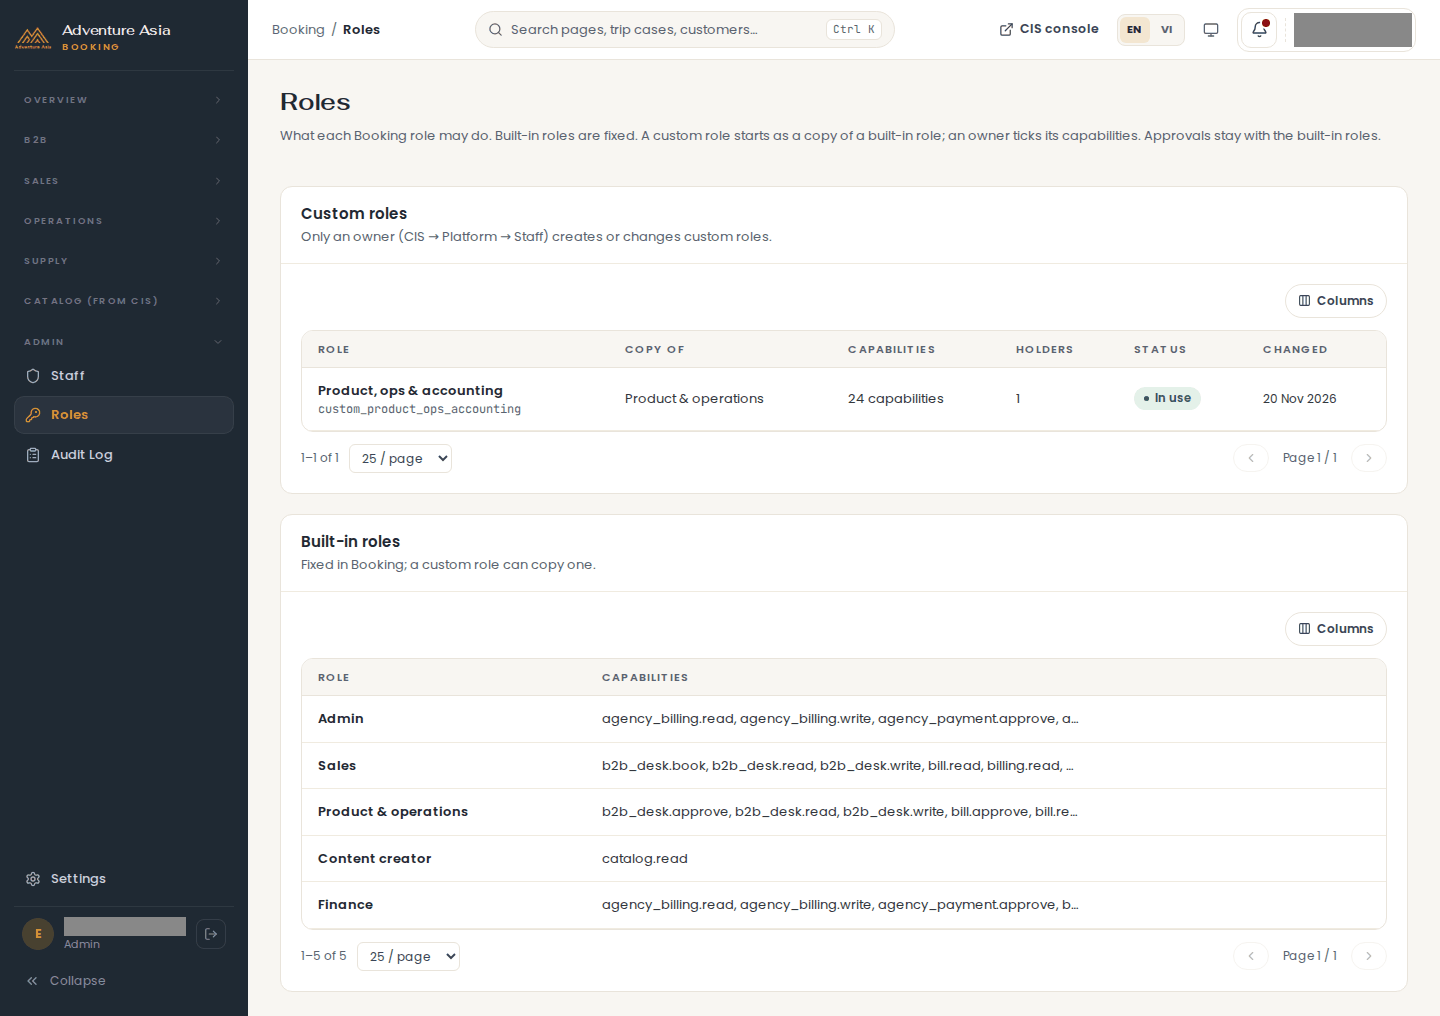 Adventure Asia
BOOKING
OVERVIEW
B2B
SALES
OPERATIONS
SUPPLY
CATALOG (FROM CIS)
ADMIN
Staff
Roles
Audit Log
Settings
E
Admin
Collapse
Booking / Roles
Search pages, trip cases, customers… Ctrl K
CIS console
EN VI
Roles
What each Booking role may do. Built-in roles are fixed. A custom role starts as a copy of a built-in role; an owner ticks its capabilities. Approvals stay with the built-in roles.
Custom roles
Only an owner (CIS → Platform → Staff) creates or changes custom roles.
Columns
ROLE COPY OF CAPABILITIES HOLDERS STATUS CHANGED
Product, ops & accounting
custom_product_ops_accounting
Product & operations 24 capabilities 1 In use 20 Nov 2026
1–1 of 1 25 / page Page 1 / 1
Built-in roles
Fixed in Booking; a custom role can copy one.
Columns
ROLE CAPABILITIES
Admin agency_billing.read, agency_billing.write, agency_payment.approve, a…
Sales b2b_desk.book, b2b_desk.read, b2b_desk.write, bill.read, billing.read, …
Product & operations b2b_desk.approve, b2b_desk.read, b2b_desk.write, bill.approve, bill.re…
Content creator catalog.read
Finance agency_billing.read, agency_billing.write, agency_payment.approve, b…
1–5 of 5 25 / page Page 1 / 1